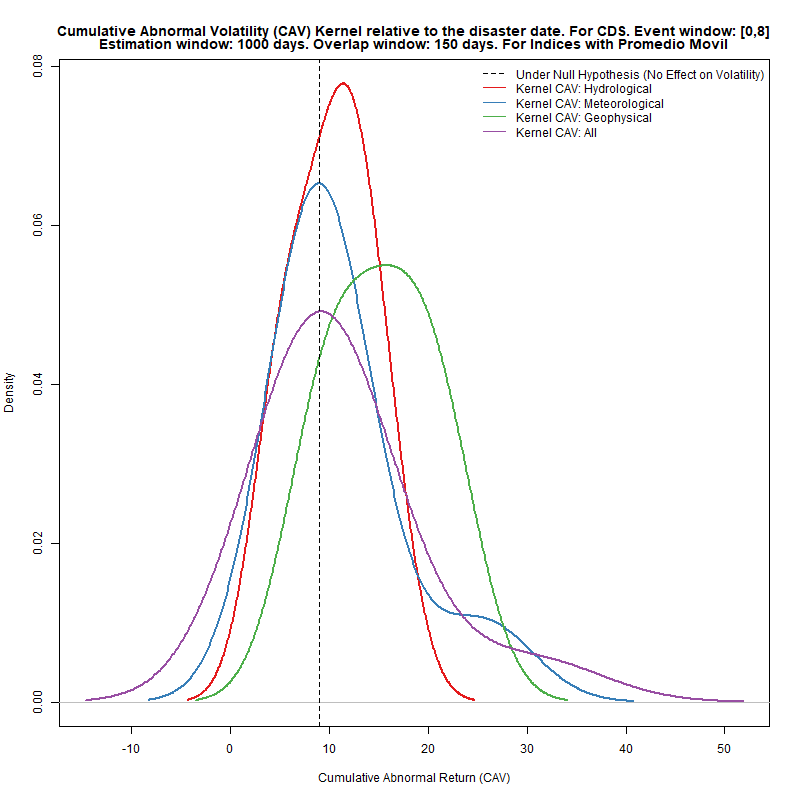 Cumulative Abnormal Volatility (CAV) Kernel relative to the disaster date. For CDS. Event window: [0,8]
Estimation window: 1000 days. Overlap window: 150 days. For Indices with Promedio Movil
Under Null Hypothesis (No Effect on Volatility)
Kernel CAV: Hydrological
Kernel CAV: Meteorological
Kernel CAV: Geophysical
Kernel CAV: All
Density
0.08
0.06
0.04
0.02
0.00
-10 0 10 20 30 40 50
Cumulative Abnormal Return (CAV)